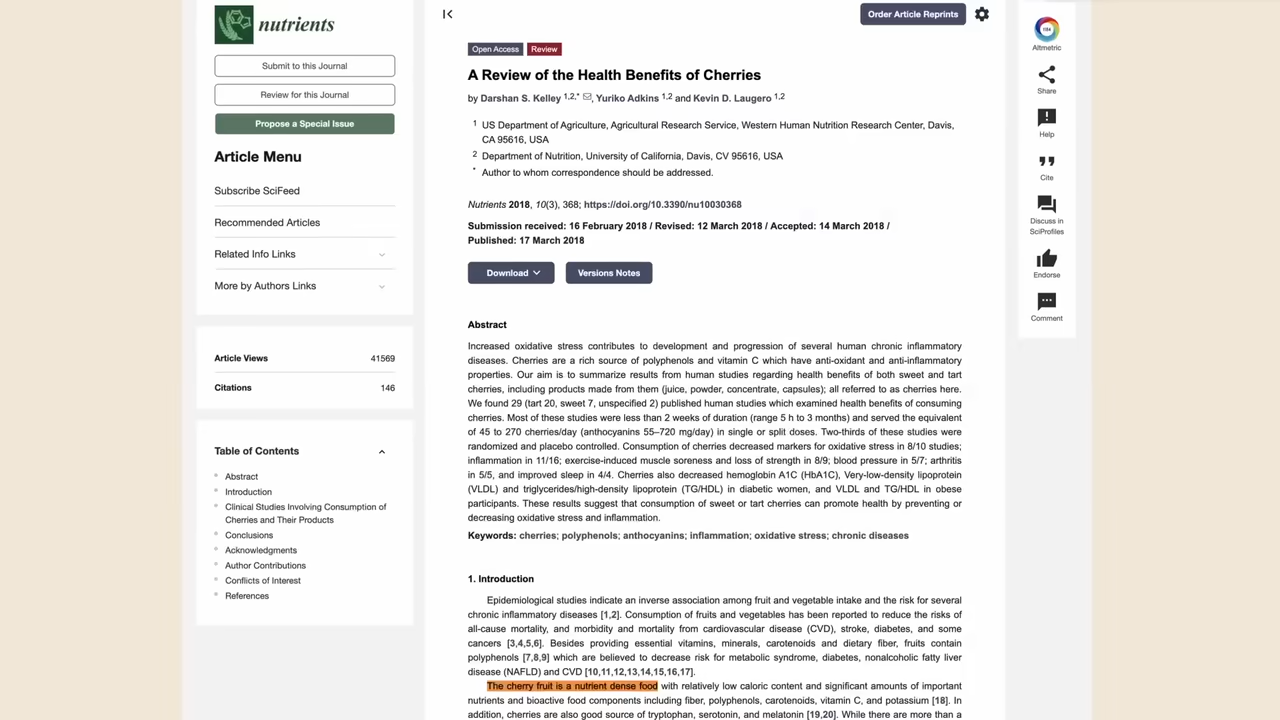 nutrients
Submit to this Journal
Review for this Journal
Propose a Special Issue
Article Menu
Subscribe SciFeed
Recommended Articles
Related Info Links
More by Authors Links
Article Views 41569
Citations 146
Table of Contents
Abstract
Introduction
Clinical Studies Involving Consumption of
Cherries and Their Products
Conclusions
Acknowledgments
Author Contributions
Conflicts of Interest
References
Order Article Reprints
Open Access Review
A Review of the Health Benefits of Cherries
by Darshan S. Kelley 1,2,* , Yuriko Adkins 1,2 and Kevin D. Laugero 1,2
1 US Department of Agriculture, Agricultural Research Service, Western Human Nutrition Research Center, Davis,
CA 95616, USA
2 Department of Nutrition, University of California, Davis, CV 95616, USA
* Author to whom correspondence should be addressed.
Nutrients 2018, 10(3), 368; https://doi.org/10.3390/nu10030368
Submission received: 16 February 2018 / Revised: 12 March 2018 / Accepted: 14 March 2018 /
Published: 17 March 2018
Download Versions Notes
Abstract
Increased oxidative stress contributes to development and progression of several human chronic inflammatory
diseases. Cherries are a rich source of polyphenols and vitamin C which have anti-oxidant and anti-inflammatory
properties. Our aim is to summarize results from human studies regarding health benefits of both sweet and tart
cherries, including products made from them (juice, powder, concentrate, capsules); all referred to as cherries here.
We found 29 (tart 20, sweet 7, unspecified 2) published human studies which examined health benefits of consuming
cherries. Most of these studies were less than 2 weeks of duration (range 5 h to 3 months) and served the equivalent
of 45 to 270 cherries/day (anthocyanins 55–720 mg/day) in single or split doses. Two-thirds of these studies were
randomized and placebo controlled. Consumption of cherries decreased markers for oxidative stress in 8/10 studies;
inflammation in 11/16; exercise-induced muscle soreness and loss of strength in 8/9; blood pressure in 5/7; arthritis
in 5/5, and improved sleep in 4/4. Cherries also decreased hemoglobin A1C (HbA1C), Very-low-density lipoprotein
(VLDL) and triglycerides/high-density lipoprotein (TG/HDL) in diabetic women, and VLDL and TG/HDL in obese
participants. These results suggest that consumption of sweet or tart cherries can promote health by preventing or
decreasing oxidative stress and inflammation.
Keywords: cherries; polyphenols; anthocyanins; inflammation; oxidative stress; chronic diseases
1. Introduction
Epidemiological studies indicate an inverse association among fruit and vegetable intake and the risk for several
chronic inflammatory diseases [1,2]. Consumption of fruits and vegetables has been reported to reduce the risks of
all-cause mortality, and morbidity and mortality from cardiovascular disease (CVD), stroke, diabetes, and some
cancers [3,4,5,6]. Besides providing essential vitamins, minerals, carotenoids and dietary fiber, fruits contain
polyphenols [7,8,9] which are believed to decrease risk for metabolic syndrome, diabetes, nonalcoholic fatty liver
disease (NAFLD) and CVD [10,11,12,13,14,15,16,17].
The cherry fruit is a nutrient dense food with relatively low caloric content and significant amounts of important
nutrients and bioactive food components including fiber, polyphenols, carotenoids, vitamin C, and potassium [18]. In
addition, cherries are also good source of tryptophan, serotonin, and melatonin [19,20]. While there are more than a
Altmetric
Share
Help
Cite
Discuss in
SciProfiles
Endorse
Comment